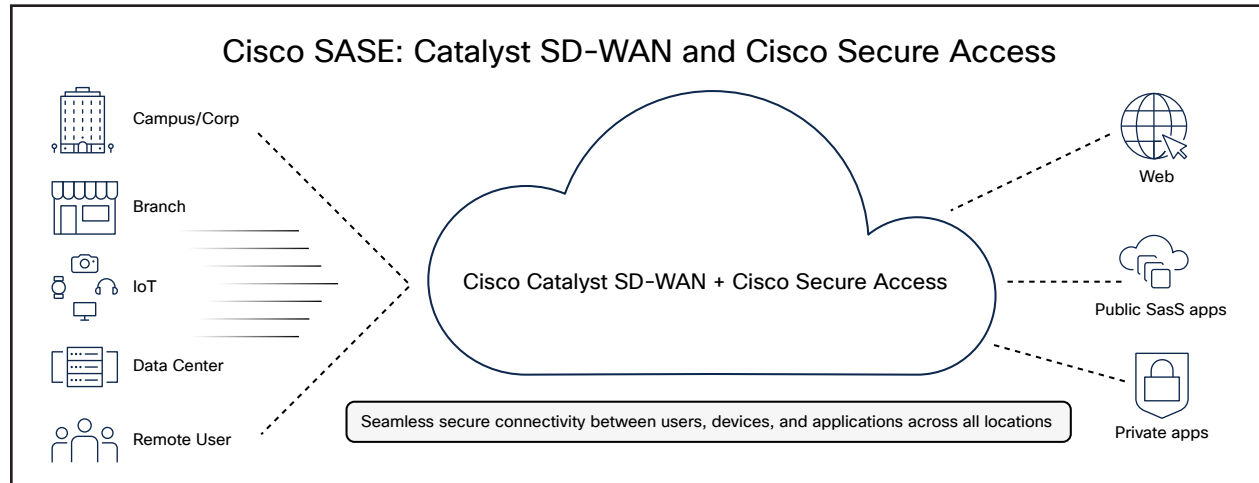 Cisco SASE: Catalyst SD-WAN and Cisco Secure Access
Campus/Corp
Branch
IoT
Data Center
Remote User
Cisco Catalyst SD-WAN + Cisco Secure Access
Seamless secure connectivity between users, devices, and applications across all locations
Web
Public SasS apps
Private apps